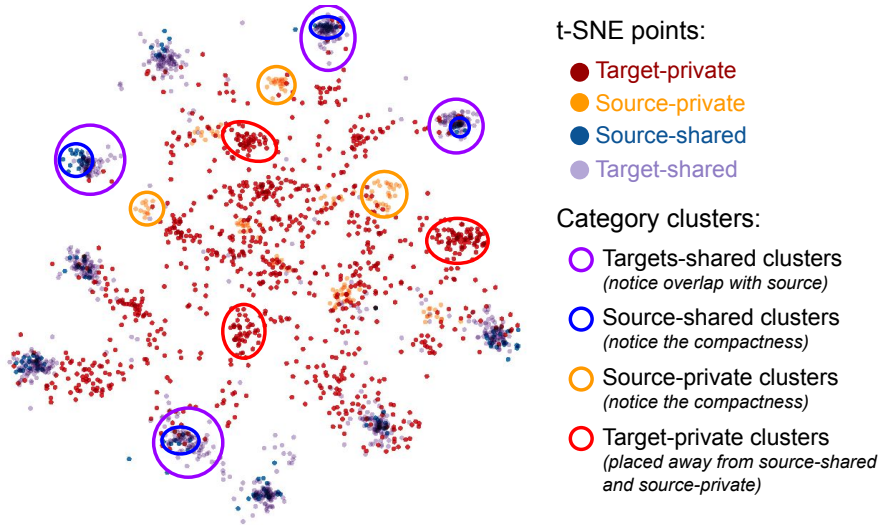 t-SNE points:
Target-private
Source-private
Source-shared
Target-shared
Category clusters:
Targets-shared clusters
(notice overlap with source)
Source-shared clusters
(notice the compactness)
Source-private clusters
(notice the compactness)
Target-private clusters
(placed away from source-shared
and source-private)